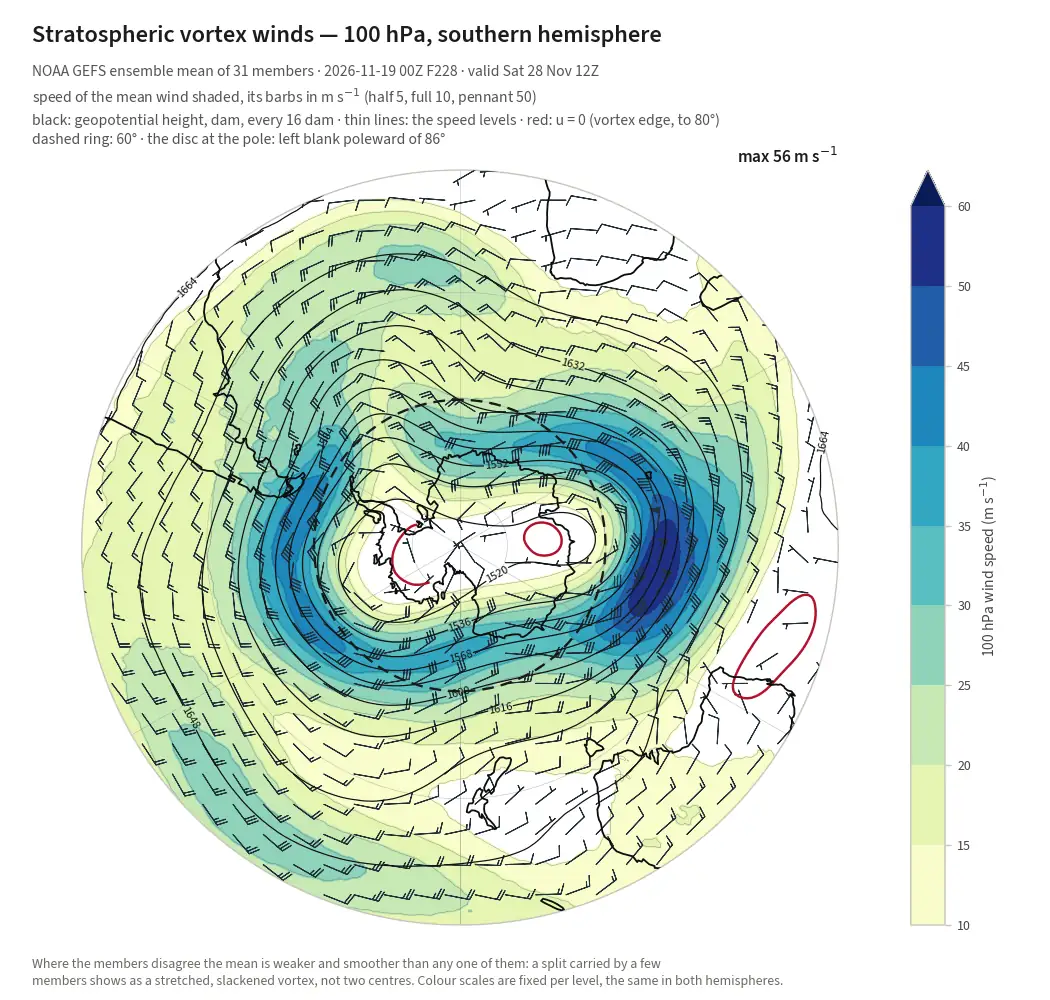 Stratospheric vortex winds — 100 hPa, southern hemisphere
NOAA GEFS ensemble mean of 31 members · 2026-11-19 00Z F228 · valid Sat 28 Nov 12Z
speed of the mean wind shaded, its barbs in m s⁻¹ (half 5, full 10, pennant 50)
black: geopotential height, dam, every 16 dam · thin lines: the speed levels · red: u = 0 (vortex edge, to 80°)
dashed ring: 60° · the disc at the pole: left blank poleward of 86°
max 56 m s⁻¹
60
50
45
40
35
30
25
20
15
10
100 hPa wind speed (m s⁻¹)
1664
1632
1664
1552
1520
1536
1568
1616
1648
Where the members disagree the mean is weaker and smoother than any one of them: a split carried by a few
members shows as a stretched, slackened vortex, not two centres. Colour scales are fixed per level, the same in both hemispheres.